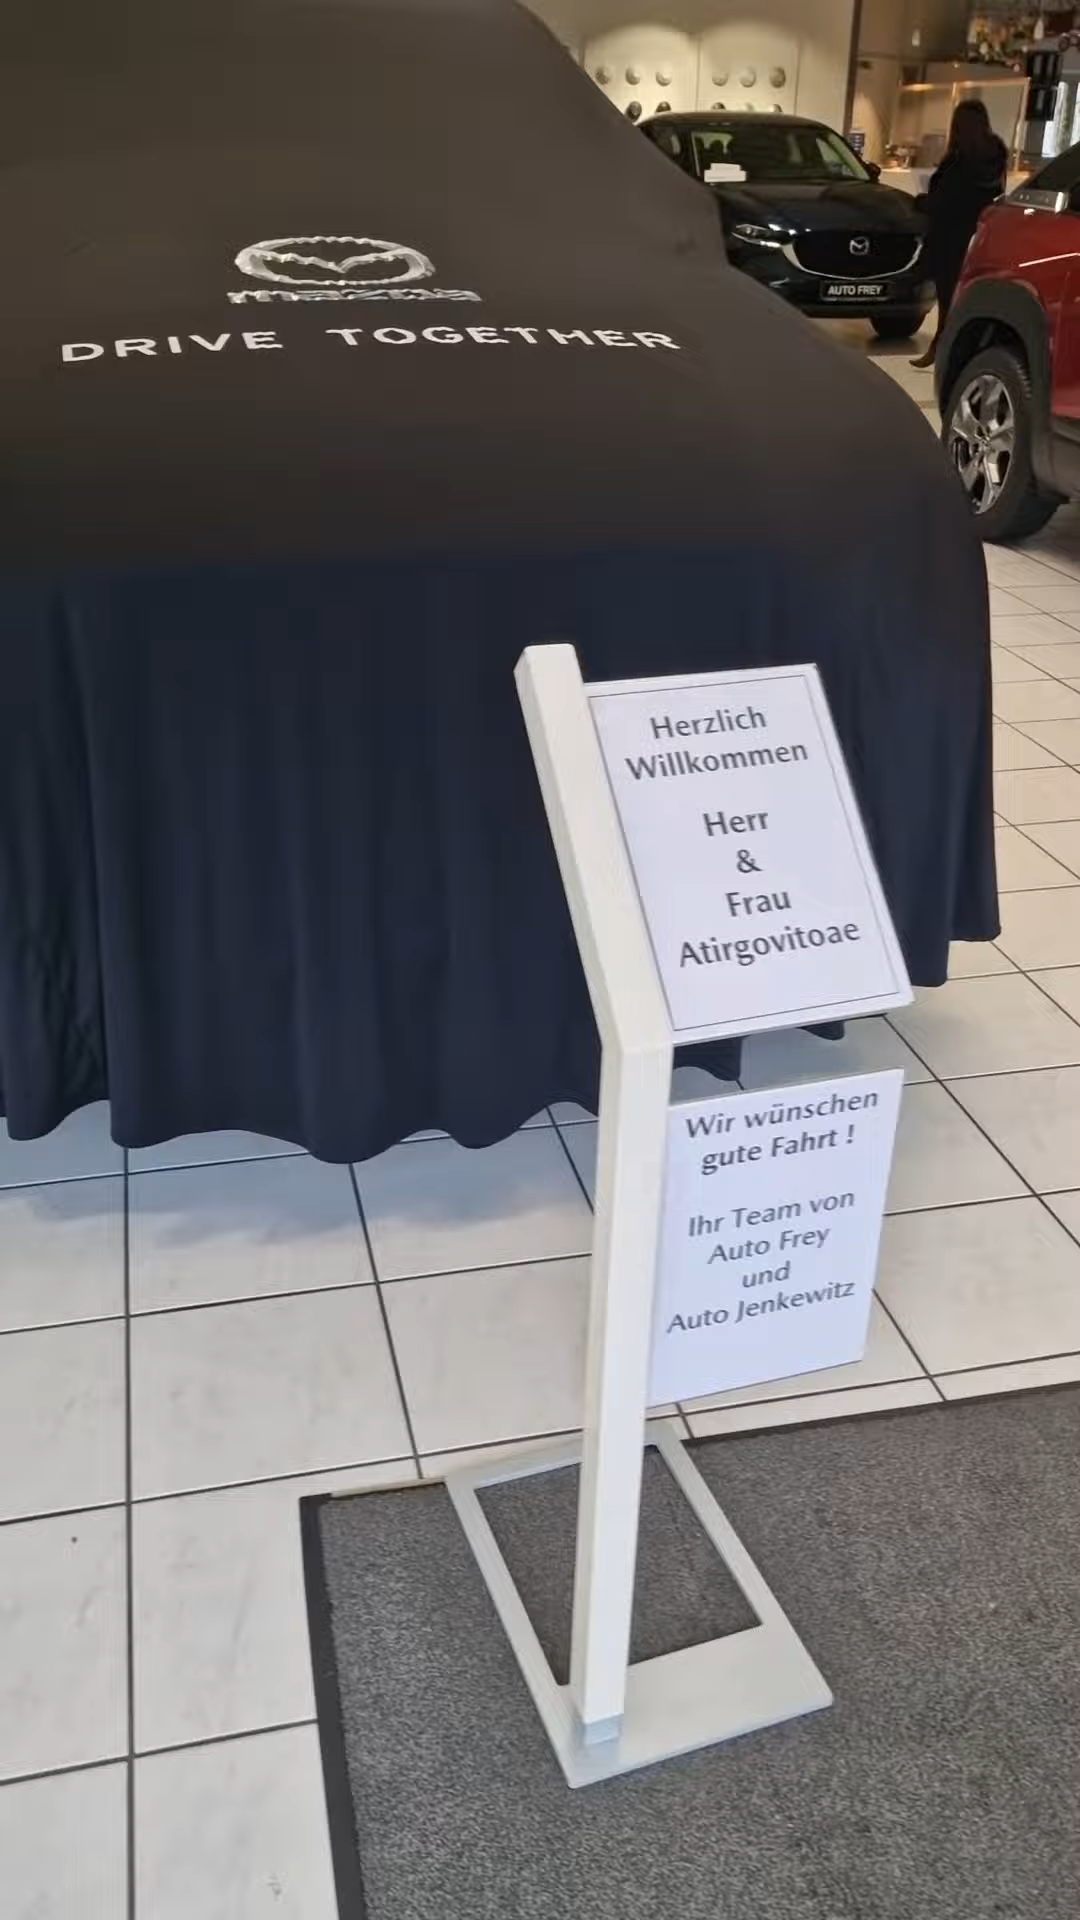 mazda
DRIVE TOGETHER
AUTO FREY
Herzlich
Willkommen
Herr
&
Frau
Atirgovitoae
Wir wünschen
gute Fahrt !
Ihr Team von
Auto Frey
und
Auto Jenkewitz